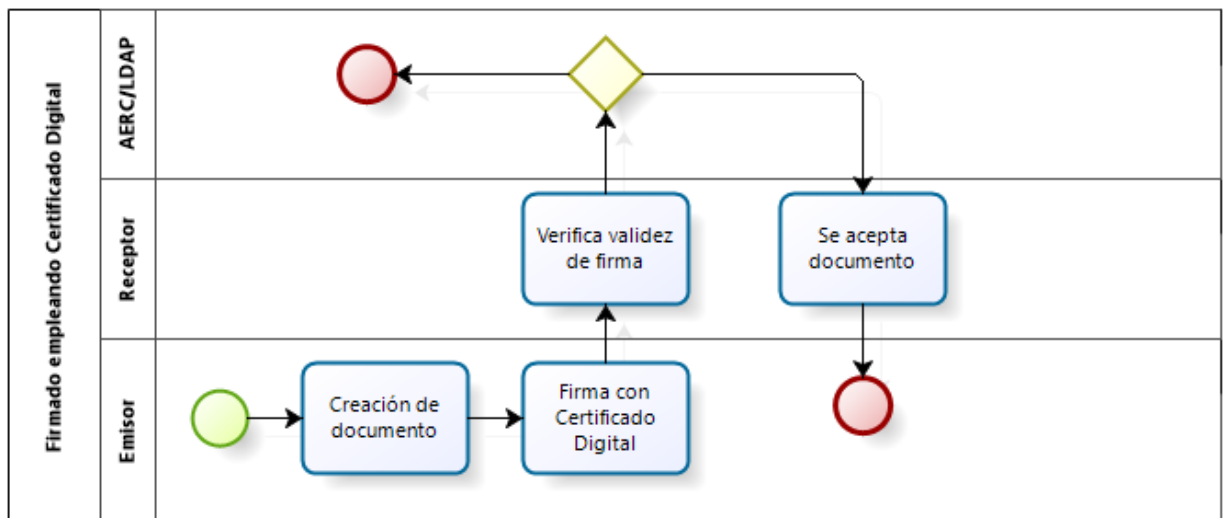 Firmado empleando Certificado Digital
AERC/LDAP
Receptor
Verifica validez
de firma
Se acepta
documento
Emisor
Creación de
documento
Firma con
Certificado
Digital